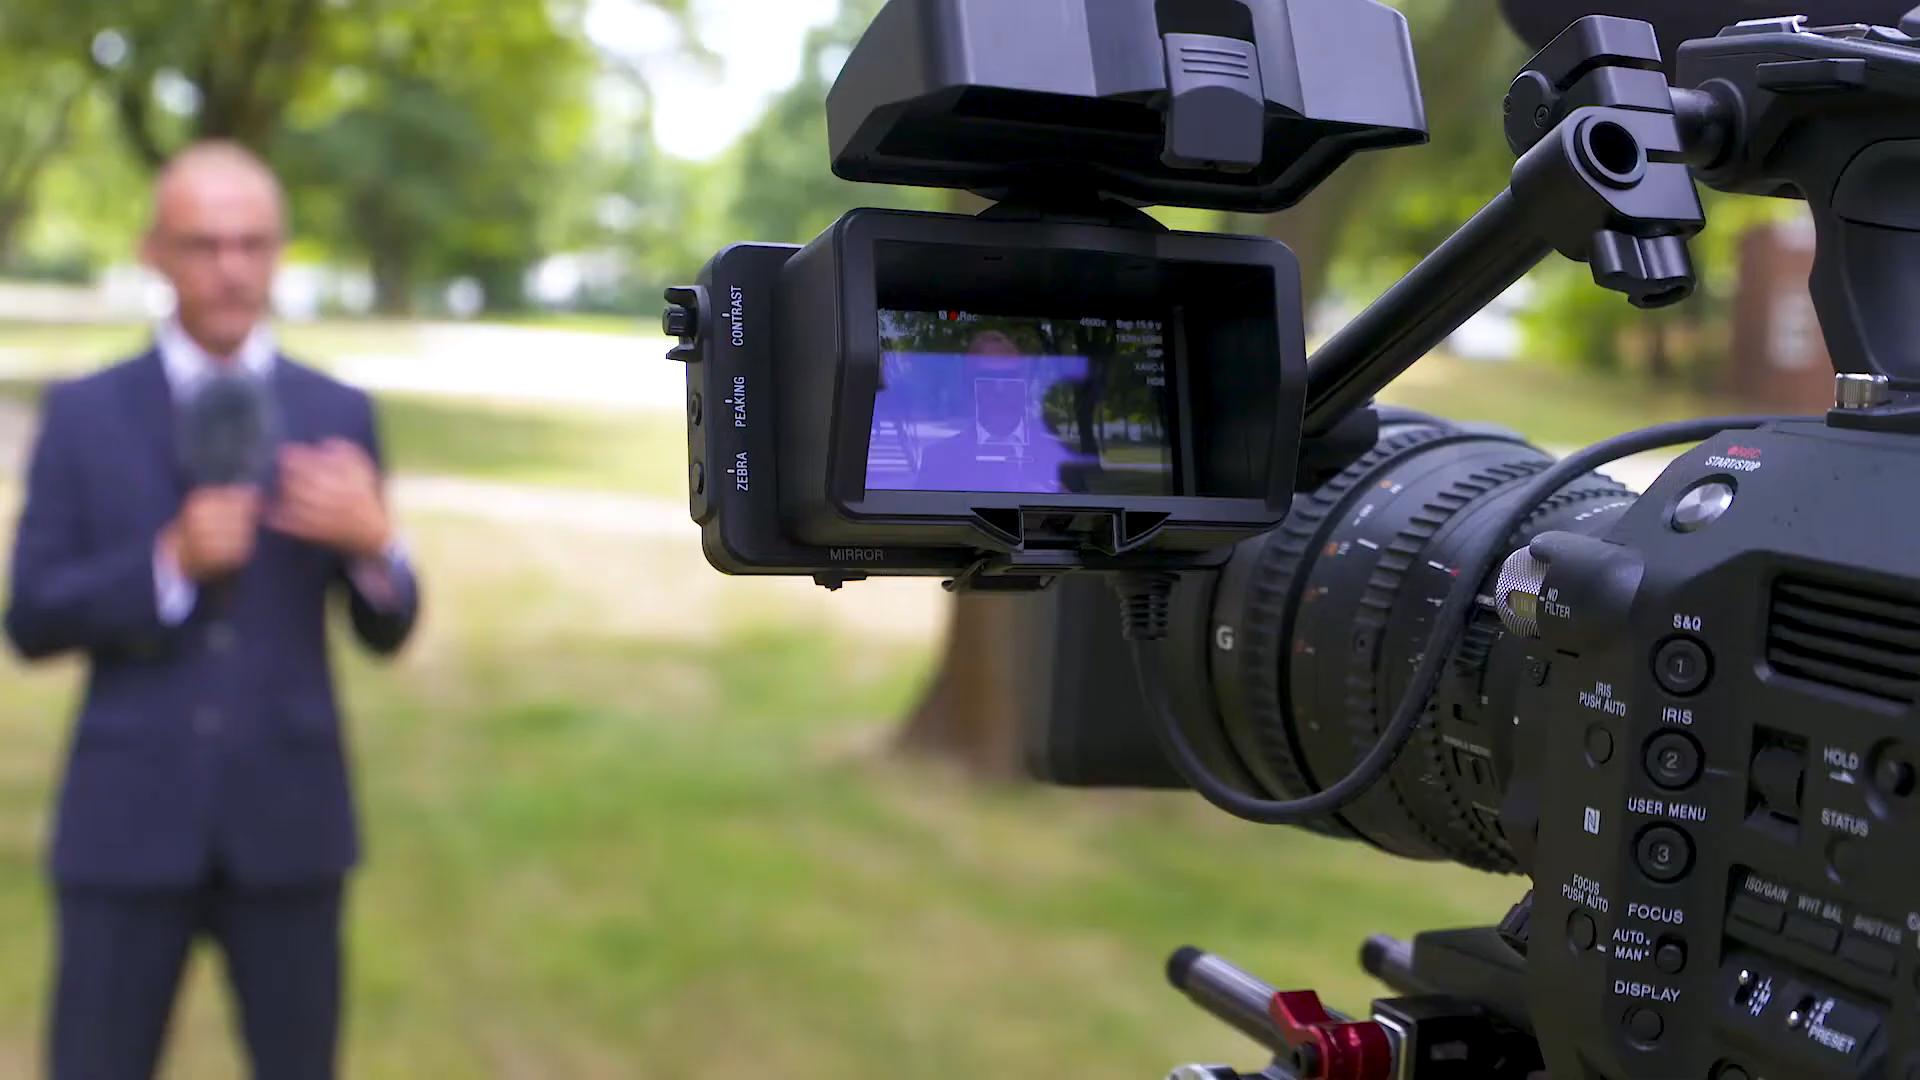 CONTRAST
PEAKING
ZEBRA
MIRROR
Rec
G
REC
START/STOP
NO
FILTER
S&Q
1
IRIS
PUSH AUTO
IRIS
2
HOLD
USER MENU
STATUS
3
FOCUS
PUSH AUTO
FOCUS
AUTO
MAN
ISO/GAIN
WHT BAL
SHUTTER
DISPLAY
L
M
H
B
A
PRESET